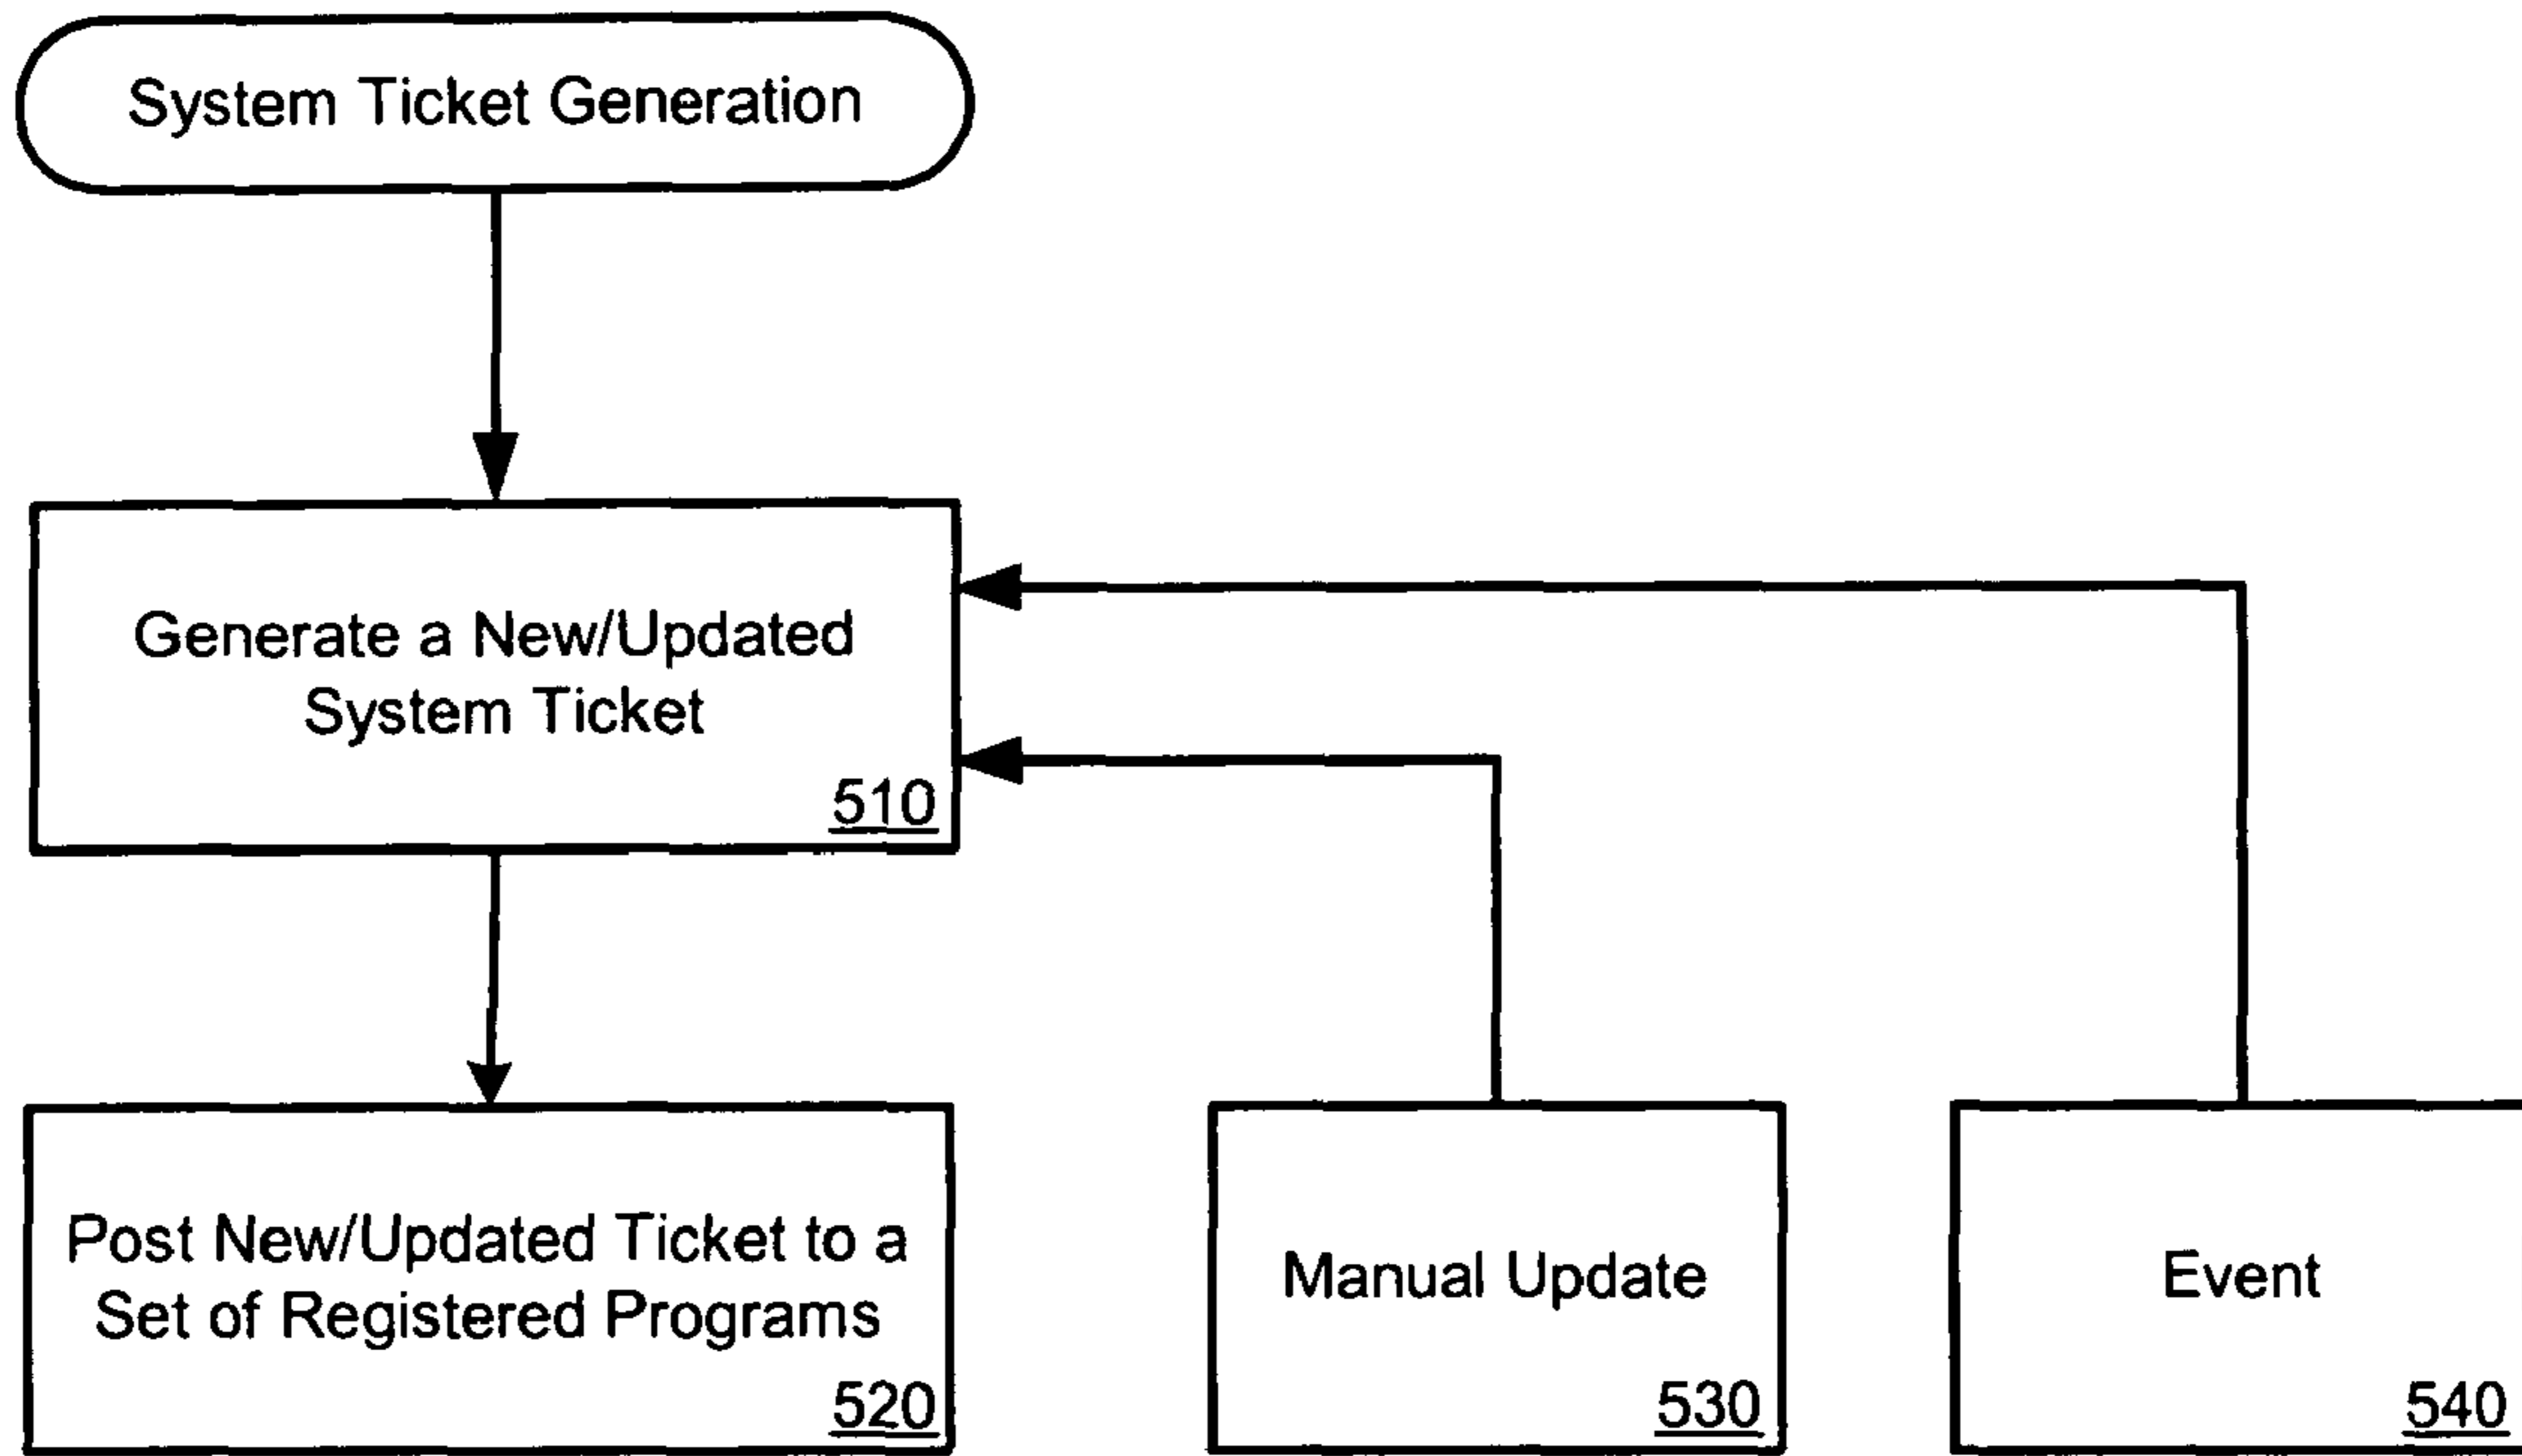 System Ticket Generation
Generate a New/Updated
System Ticket
510
Post New/Updated Ticket to a
Set of Registered Programs
520
Manual Update
530
Event
540